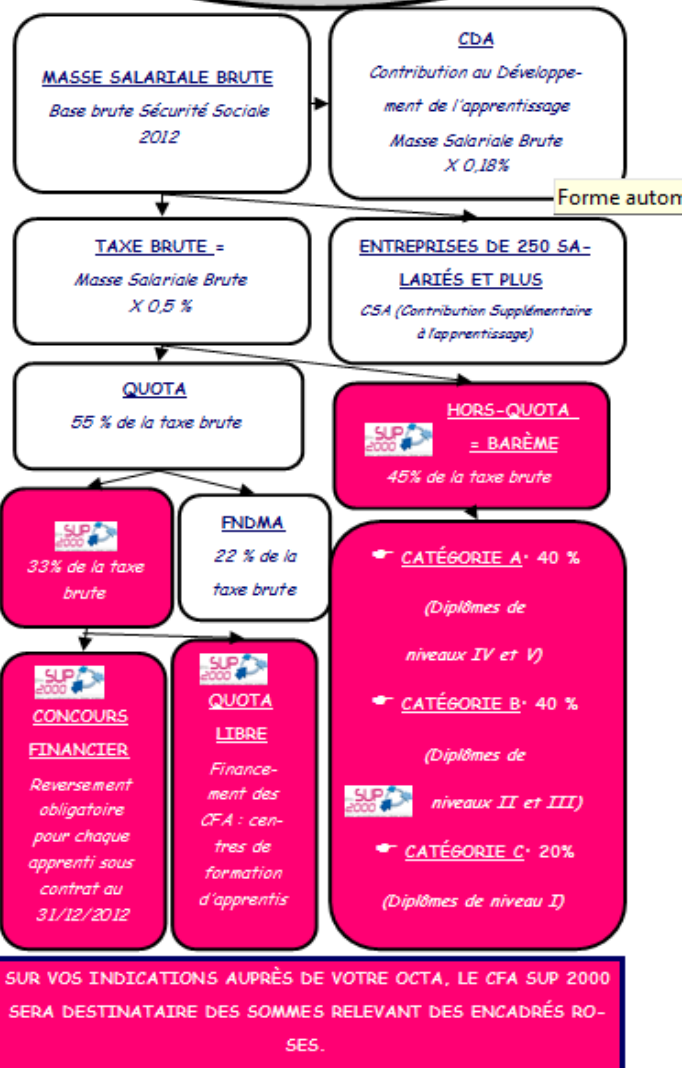 MASSE SALARIALE BRUTE
Base brute Sécurité Sociale
2012
CDA
Contribution au Développe-
ment de l'apprentissage
Masse Salariale Brute
X 0,18%
Forme autom
TAXE BRUTE =
Masse Salariale Brute
X 0,5 %
ENTREPRISES DE 250 SA-
LARIÉS ET PLUS
CSA (Contribution Supplémentaire
à l'apprentissage)
QUOTA
55 % de la taxe brute
HORS-QUOTA
SUP
2000
= BARÈME
45% de la taxe brute
SUP
2000
33% de la taxe
brute
FNDMA
22 % de la
taxe brute
☛ CATÉGORIE A· 40 %
(Diplômes de
niveaux IV et V)
☛ CATÉGORIE B· 40 %
(Diplômes de
SUP
2000
niveaux II et III)
☛ CATÉGORIE C· 20%
(Diplômes de niveau I)
SUP
2000
CONCOURS
FINANCIER
Reversement
obligatoire
pour chaque
apprenti sous
contrat au
31/12/2012
SUP
2000
QUOTA
LIBRE
Finance-
ment des
CFA : cen-
tres de
formation
d'apprentis
SUR VOS INDICATIONS AUPRÈS DE VOTRE OCTA, LE CFA SUP 2000
SERA DESTINATAIRE DES SOMMES RELEVANT DES ENCADRÉS RO-
SES.